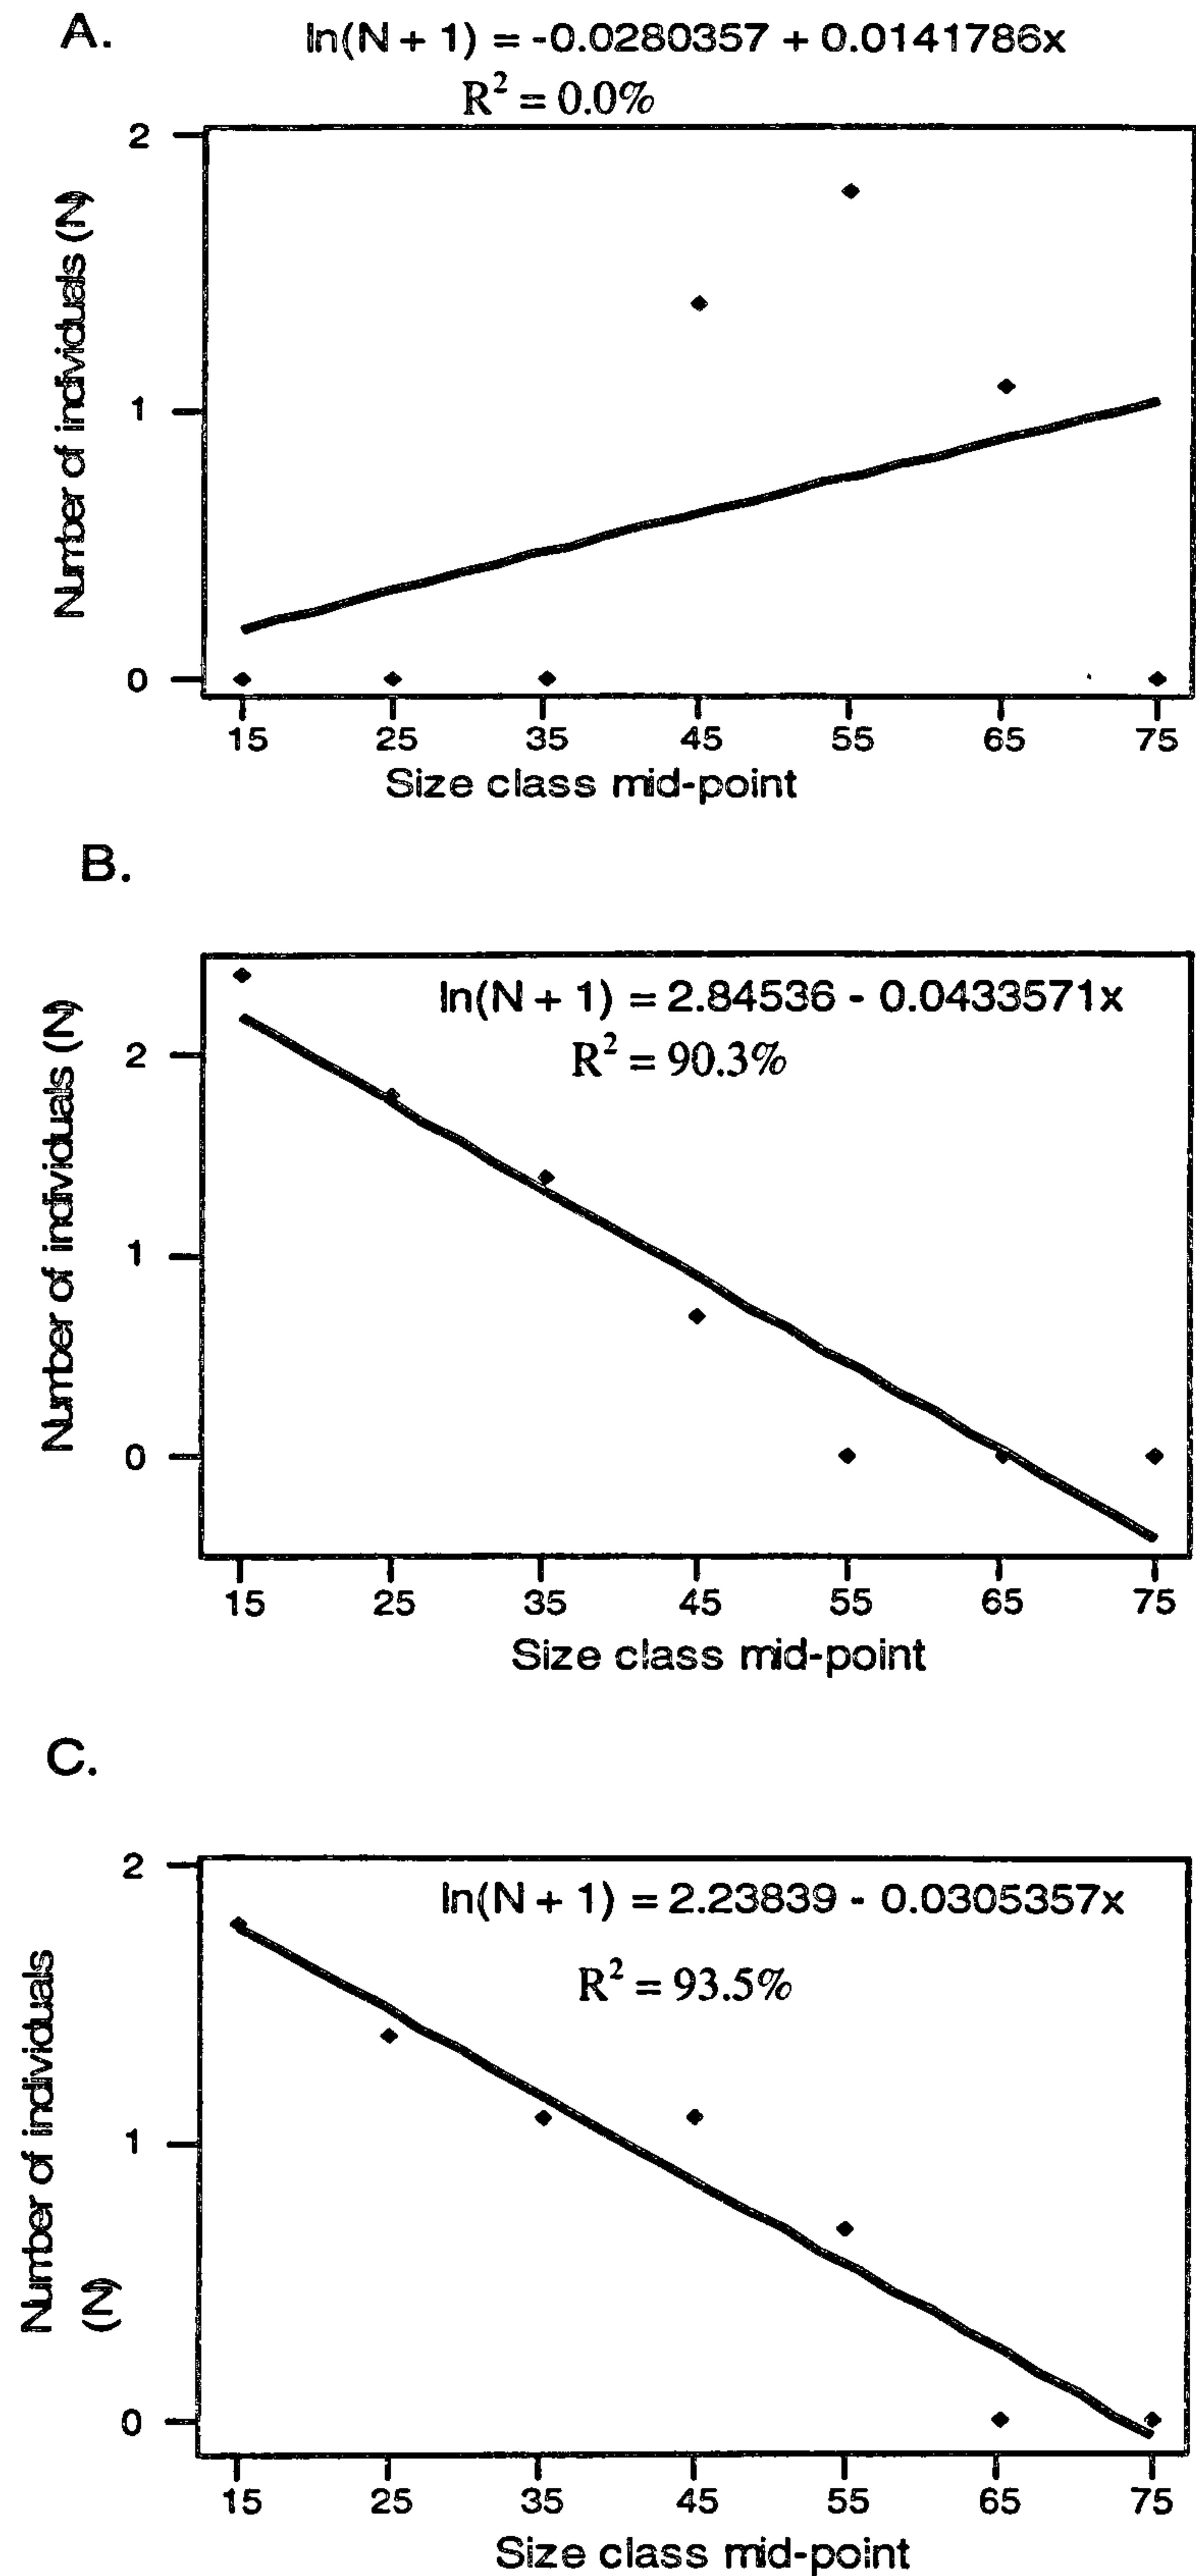 A.
ln(N + 1) = -0.0280357 + 0.0141786x
R² = 0.0%
Number of individuals (N)
2
1
0
15 25 35 45 55 65 75
Size class mid-point
B.
ln(N + 1) = 2.84536 - 0.0433571x
R² = 90.3%
Number of individuals (N)
2
1
0
15 25 35 45 55 65 75
Size class mid-point
C.
ln(N + 1) = 2.23839 - 0.0305357x
R² = 93.5%
Number of individuals
(N)
2
1
0
15 25 35 45 55 65 75
Size class mid-point